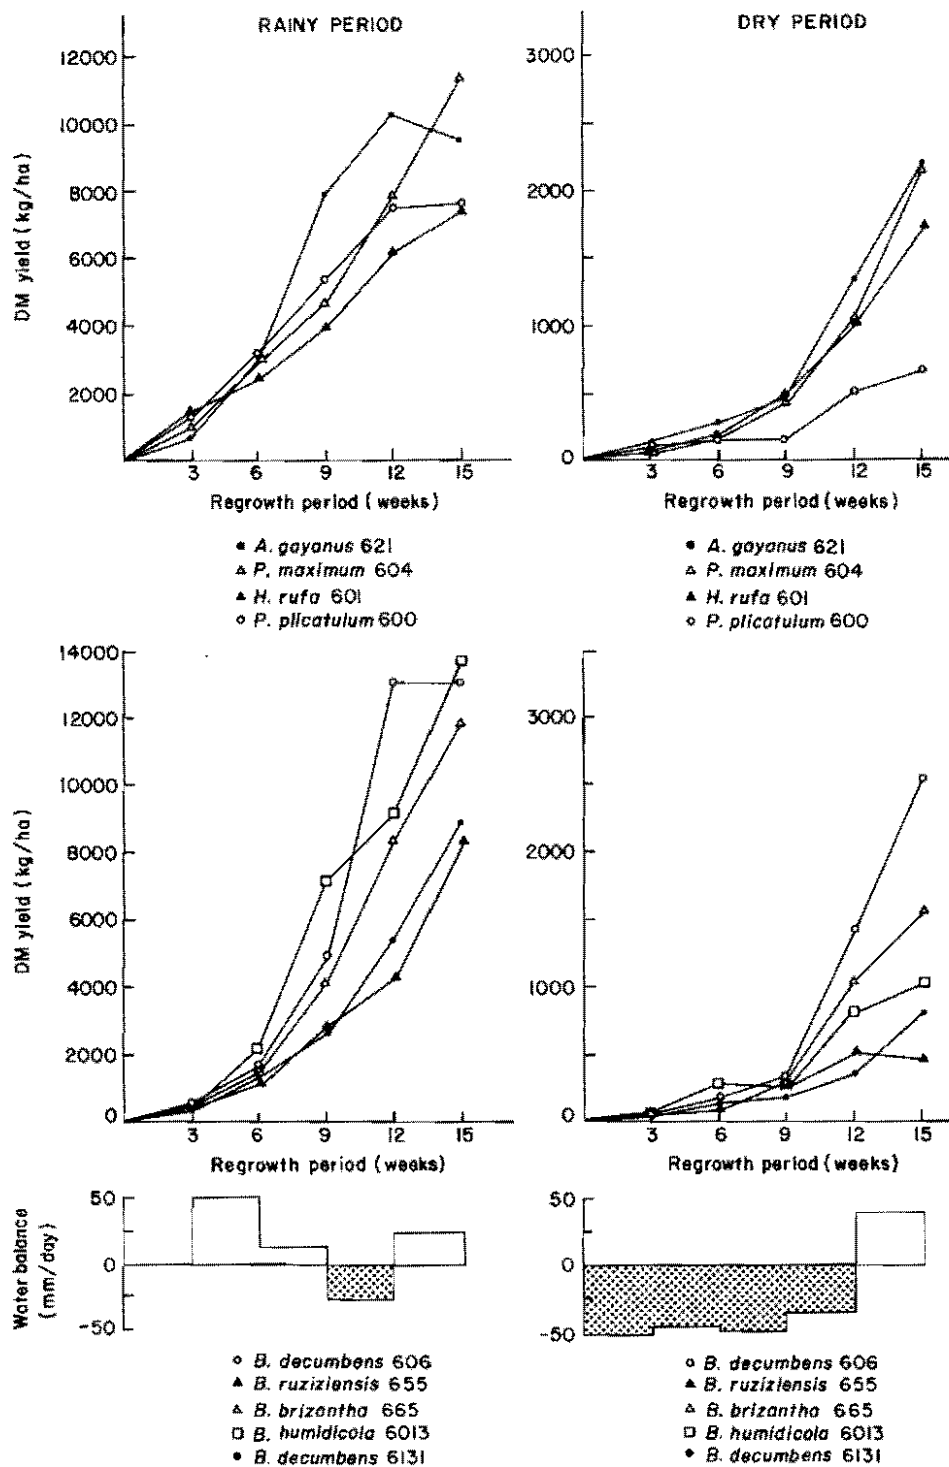 RAINY PERIOD
DRY PERIOD
12000
10000
8000
6000
4000
2000
DM yield (kg/ha)
3 6 9 12 15
Regrowth period (weeks)
3000
2000
1000
0
3 6 9 12 15
Regrowth period (weeks)
• A. gayanus 621
△ P. maximum 604
▲ H. rufa 601
○ P. plicatulum 600
• A. gayanus 621
△ P. maximum 604
▲ H. rufa 601
○ P. plicatulum 600
14000
12000
10000
8000
6000
4000
2000
0
DM yield (kg/ha)
3 6 9 12 15
Regrowth period (weeks)
3000
2000
1000
0
3 6 9 12 15
Regrowth period (weeks)
Water balance
(mm/day)
50
0
-50
50
0
-50
○ B. decumbens 606
▲ B. ruziziensis 655
△ B. brizantha 665
□ B. humidicola 6013
• B. decumbens 6131
○ B. decumbens 606
▲ B. ruziziensis 655
△ B. brizantha 665
□ B. humidicola 6013
• B. decumbens 6131